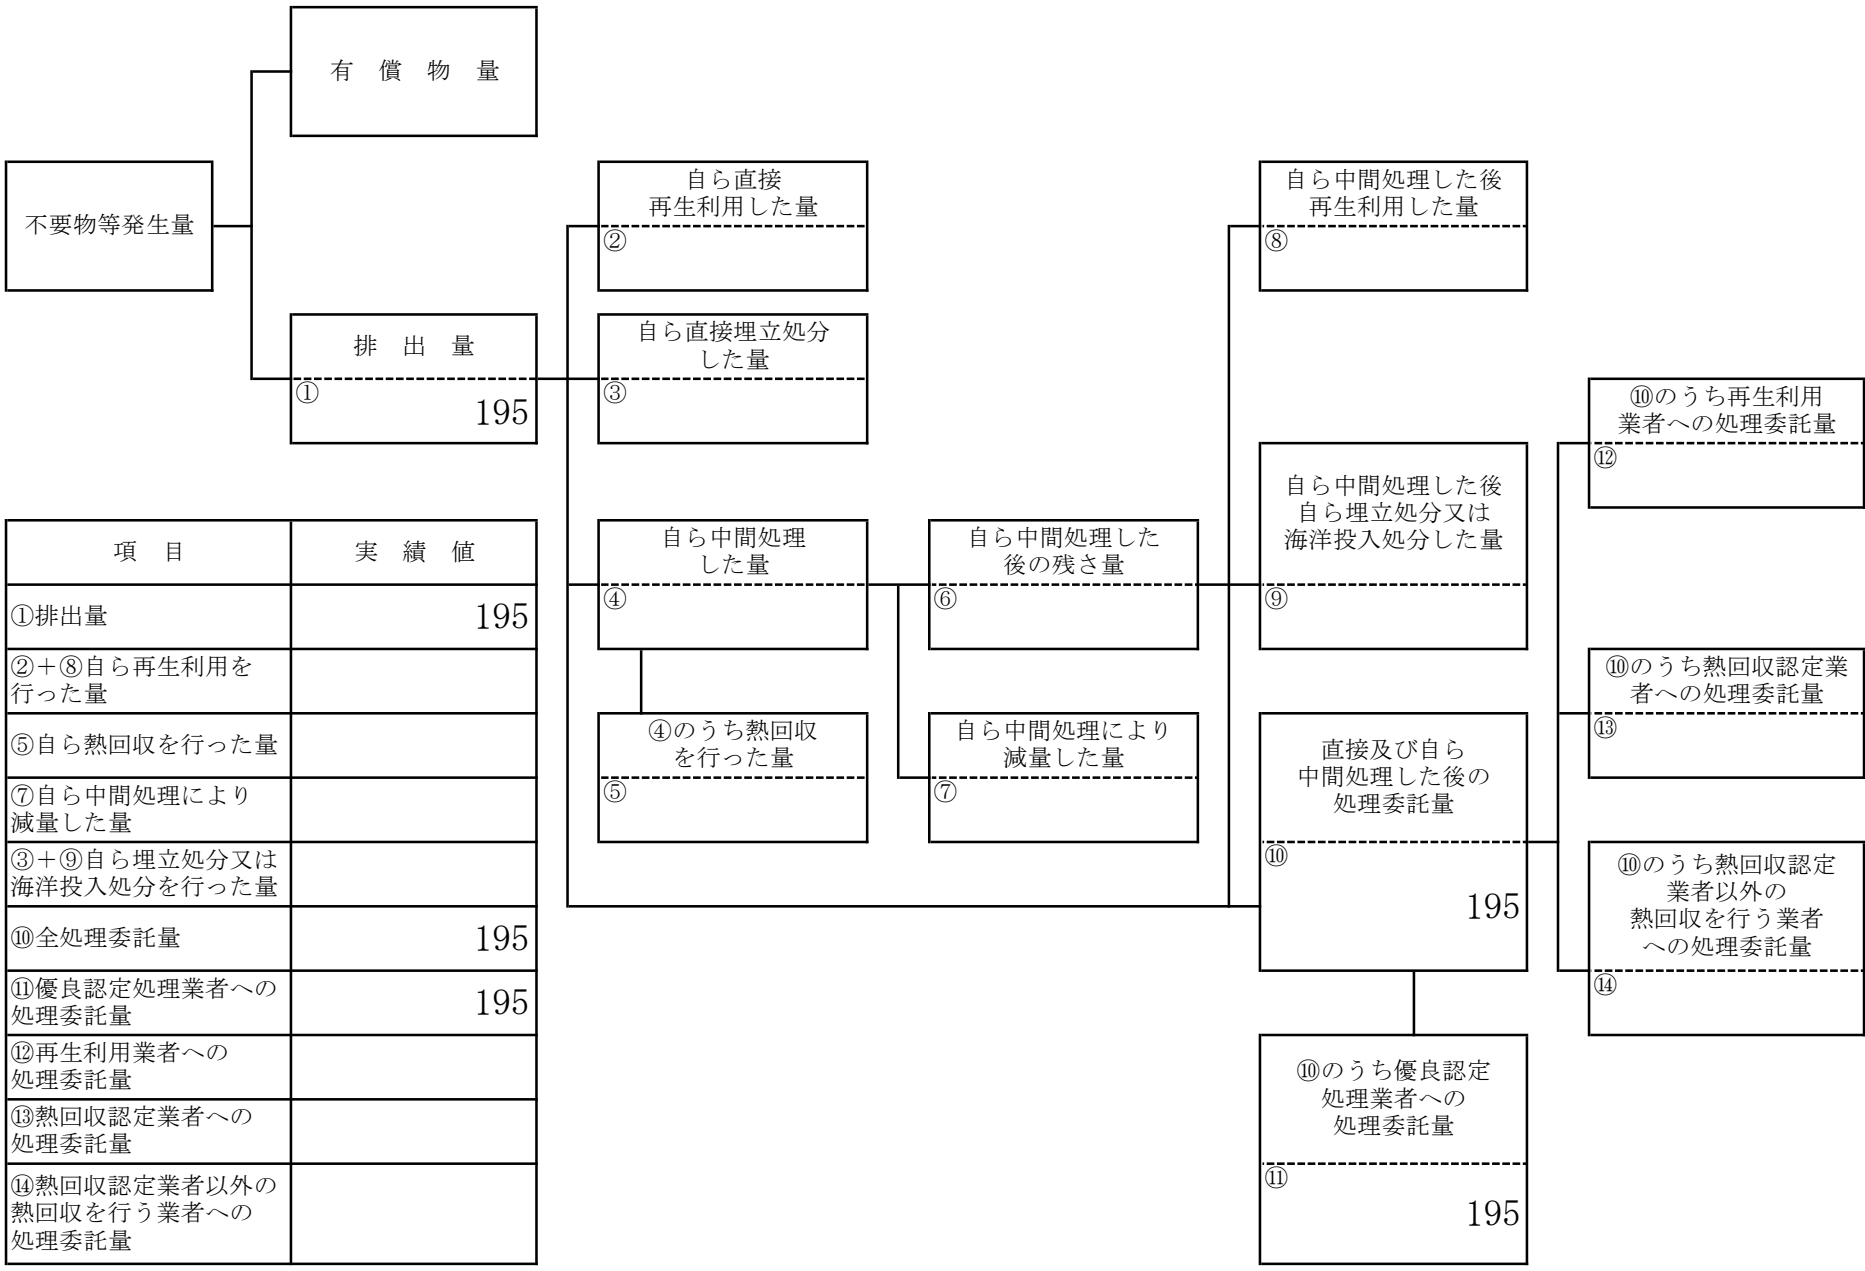 有 償 物 量
不要物等発生量
自ら直接
再生利用した量
②
自ら中間処理した後
再生利用した量
⑧
排 出 量
①
195
自ら直接埋立処分
した量
③
⑩のうち再生利用
業者への処理委託量
⑫
自ら中間処理した後
自ら埋立処分又は
海洋投入処分した量
⑨
自ら中間処理
した量
④
自ら中間処理した
後の残さ量
⑥
⑩のうち熱回収認定業
者への処理委託量
⑬
④のうち熱回収
を行った量
⑤
自ら中間処理により
減量した量
⑦
直接及び自ら
中間処理した後の
処理委託量
⑩
195
⑩のうち熱回収認定
業者以外の
熱回収を行う業者
への処理委託量
⑭
⑩のうち優良認定
処理業者への
処理委託量
⑪
195
項 目
実 績 値
①排出量
195
②+⑧自ら再生利用を
行った量
⑤自ら熱回収を行った量
⑦自ら中間処理により
減量した量
③+⑨自ら埋立処分又は
海洋投入処分を行った量
⑩全処理委託量
195
⑪優良認定処理業者への
処理委託量
195
⑫再生利用業者への
処理委託量
⑬熱回収認定業者への
処理委託量
⑭熱回収認定業者以外の
熱回収を行う業者への
処理委託量